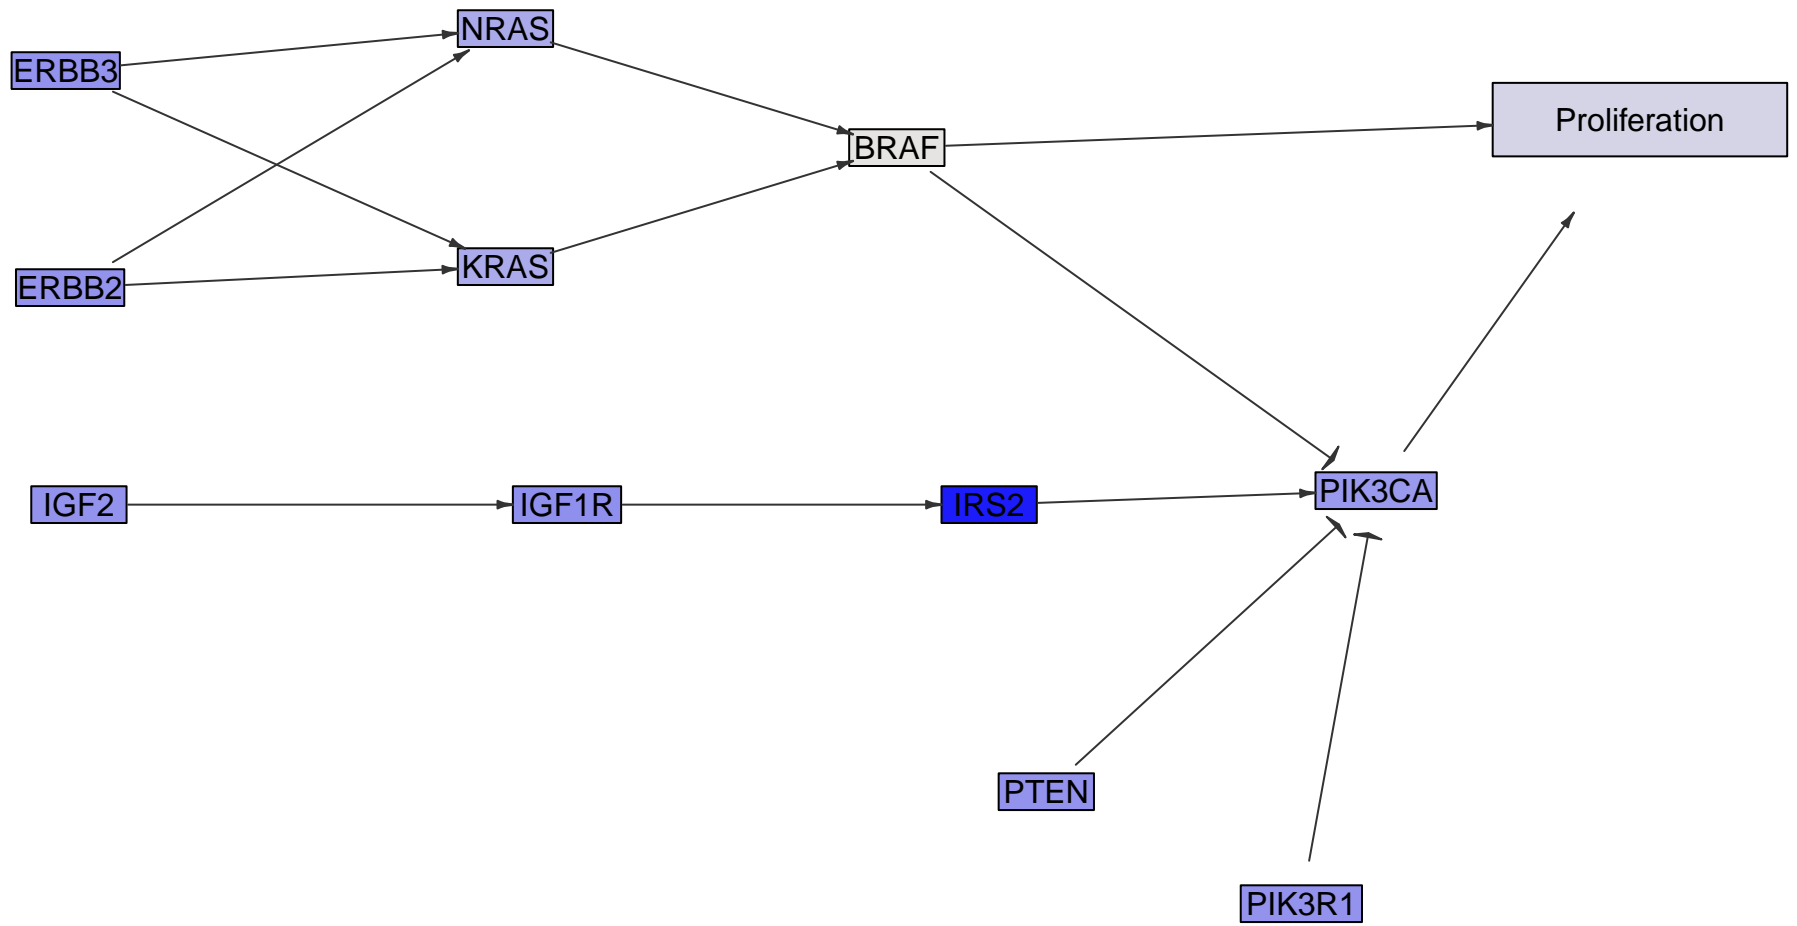 NRAS
ERBB3
Proliferation
BRAF
KRAS
ERBB2
PIK3CA
IGF2
IGF1R
IRS2
PTEN
PIK3R1